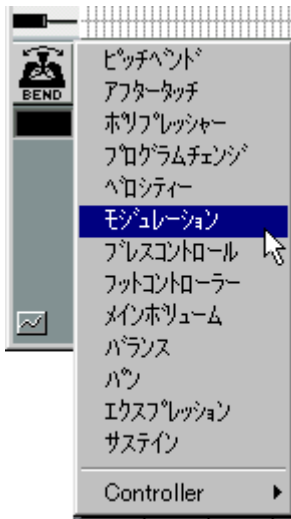 BEND
ﾋﾟｯﾁﾍﾞﾝﾄﾞ
ｱﾌﾀｰﾀｯﾁ
ﾎﾟﾘﾌﾟﾚｯｼｬｰ
ﾌﾟﾛｸﾞﾗﾑﾁｪﾝｼﾞ
ﾍﾞﾛｼﾃｨｰ
ﾓｼﾞｭﾚｰｼｮﾝ
ﾌﾞﾚｽｺﾝﾄﾛｰﾙ
ﾌｯﾄｺﾝﾄﾛｰﾗｰ
ﾒｲﾝﾎﾞﾘｭｰﾑ
ﾊﾞﾗﾝｽ
ﾊﾟﾝ
ｴｸｽﾌﾟﾚｯｼｮﾝ
ｻｽﾃｲﾝ
Controller